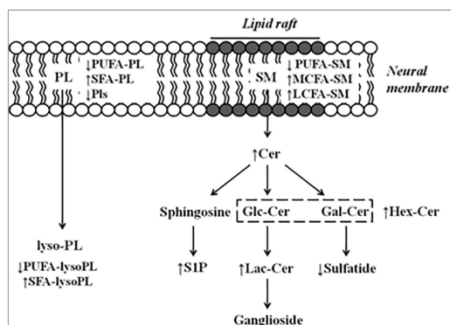 Lipid raft
PL
↓PUFA-PL
↑SFA-PL
↓Pls
SM
↓PUFA-SM
↑MCFA-SM
↑LCFA-SM
Neural
membrane
↑Cer
Sphingosine
Glc-Cer
Gal-Cer
↑Hex-Cer
lyso-PL
↓PUFA-lysoPL
↑SFA-lysoPL
↑S1P
↑Lac-Cer
↓Sulfatide
Ganglioside